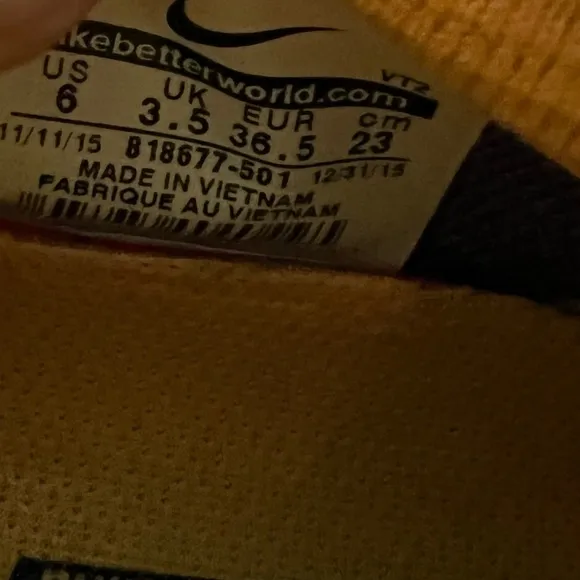 ikebetterworld.com
VT2
US UK EUR cm
6 3.5 36.5 23
11/11/15 818677-501 12/31/15
MADE IN VIETNAM
FABRIQUE AU VIETNAM